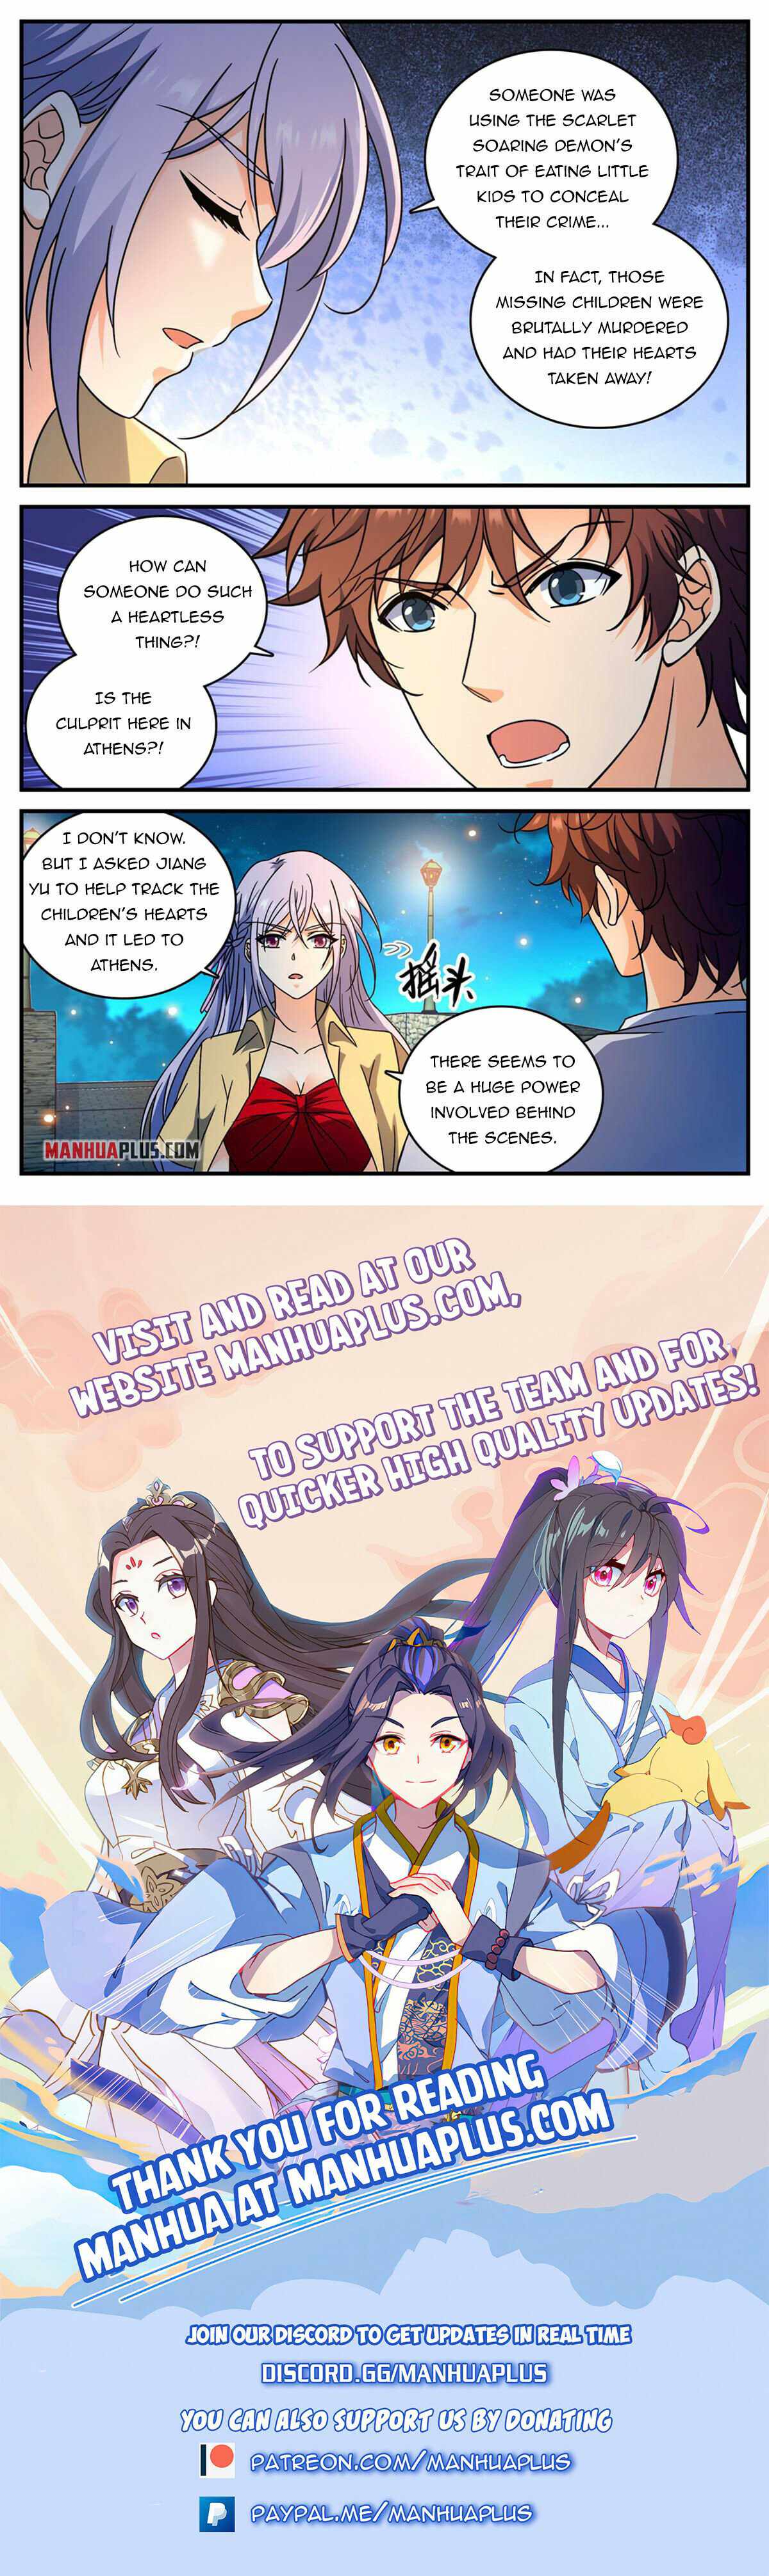 SOMEONE WAS
USING THE SCARLET
SOARING DEMON'S
TRAIT OF EATING LITTLE
KIDS TO CONCEAL
THEIR CRIME...
IN FACT, THOSE
MISSING CHILDREN WERE
BRUTALLY MURDERED
AND HAD THEIR HEARTS
TAKEN AWAY!
HOW CAN
SOMEONE DO SUCH
A HEARTLESS
THING?!
IS THE
CULPRIT HERE IN
ATHENS?!
I DON'T KNOW.
BUT I ASKED JIANG
YU TO HELP TRACK THE
CHILDREN'S HEARTS
AND IT LED TO
ATHENS.
摇头
THERE SEEMS TO
BE A HUGE POWER
INVOLVED BEHIND
THE SCENES.
MANHUAPLUS.COM
VISIT AND READ AT OUR
WEBSITE MANHUAPLUS.COM,
TO SUPPORT THE TEAM AND FOR
QUICKER HIGH QUALITY UPDATES!
THANK YOU FOR READING
MANHUA AT MANHUAPLUS.COM
JOIN OUR DISCORD TO GET UPDATES IN REAL TIME
DISCORD.GG/MANHUAPLUS
YOU CAN ALSO SUPPORT US BY DONATING
PATREON.COM/MANHUAPLUS
PAYPAL.ME/MANHUAPLUS